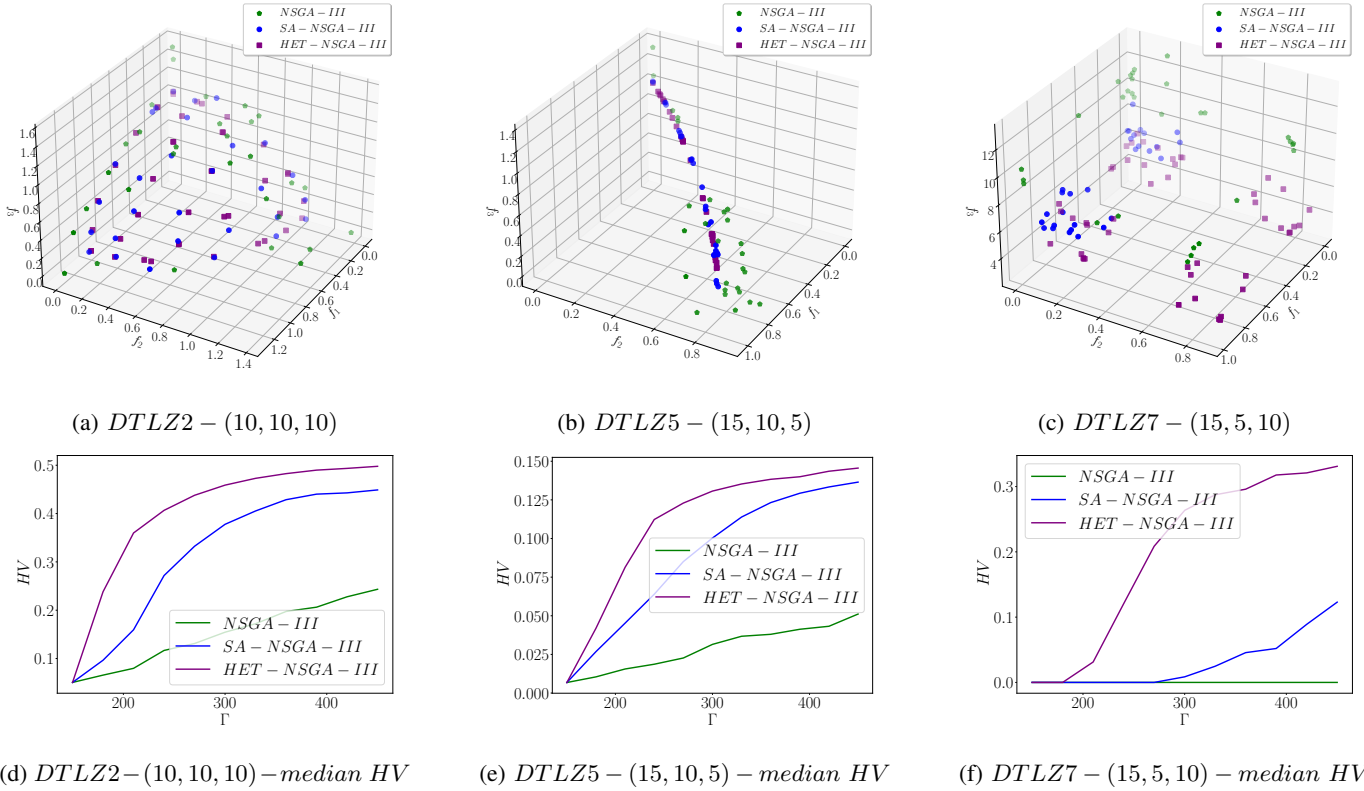 NSGA − III
SA − NSGA − III
HET − NSGA − III
1.6
1.4
1.2
1.0
0.8
0.6
0.4
0.2
0.0
f₃
0.0
0.2
0.4
0.6
0.8
1.0
1.2
1.4
f₂
0.0
0.2
0.4
0.6
0.8
1.0
1.2
f₁
(a) DTLZ2 − (10, 10, 10)
NSGA − III
SA − NSGA − III
HET − NSGA − III
1.4
1.2
1.0
0.8
0.6
0.4
0.2
0.0
f₃
0.0
0.2
0.4
0.6
0.8
f₂
0.0
0.2
0.4
0.6
0.8
1.0
f₁
(b) DTLZ5 − (15, 10, 5)
NSGA − III
SA − NSGA − III
HET − NSGA − III
12
10
8
6
4
f₃
0.0
0.2
0.4
0.6
0.8
f₂
0.0
0.2
0.4
0.6
0.8
1.0
f₁
(c) DTLZ7 − (15, 5, 10)
0.5
0.4
0.3
0.2
0.1
HV
NSGA − III
SA − NSGA − III
HET − NSGA − III
200 300 400
Γ
(d) DTLZ2−(10, 10, 10)−median HV
0.150
0.125
0.100
0.075
0.050
0.025
0.000
HV
NSGA − III
SA − NSGA − III
HET − NSGA − III
200 300 400
Γ
(e) DTLZ5 − (15, 10, 5) − median HV
0.3
0.2
0.1
0.0
HV
NSGA − III
SA − NSGA − III
HET − NSGA − III
200 300 400
Γ
(f) DTLZ7 − (15, 5, 10) − median HV